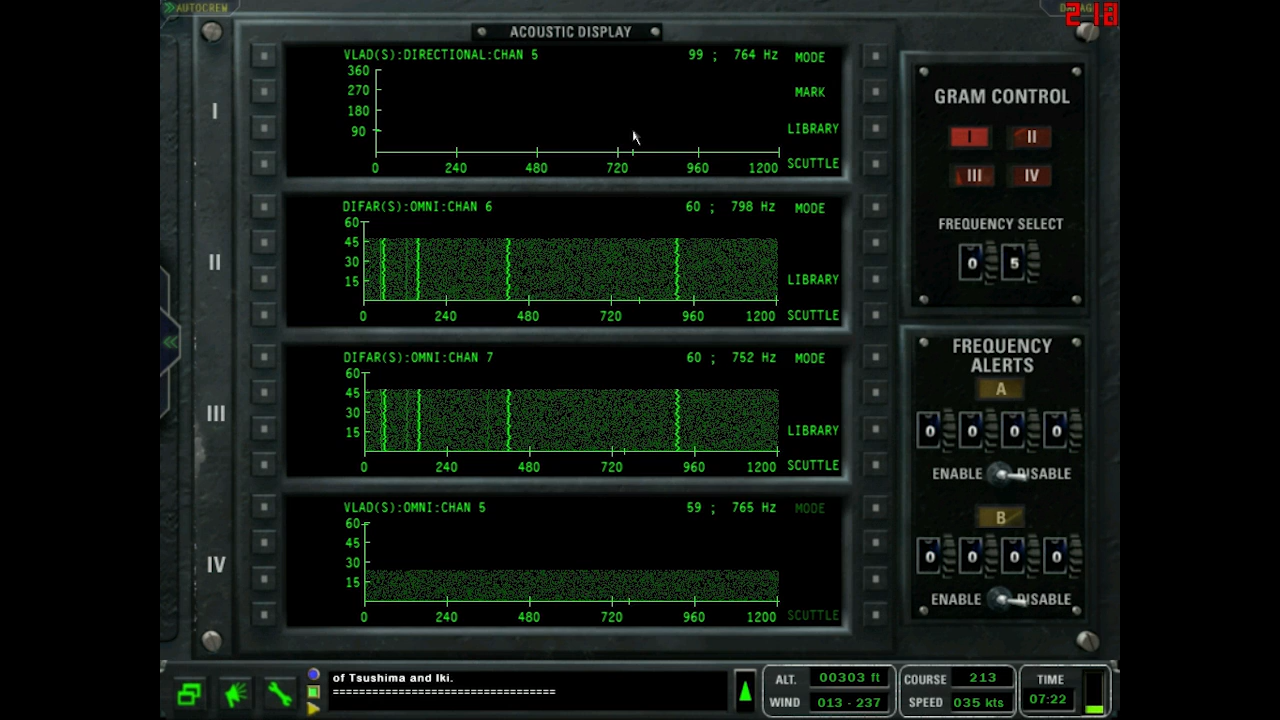 AUTOCREW
218
ACOUSTIC DISPLAY
I
VLAD(S):DIRECTIONAL:CHAN 5 99 ; 764 Hz MODE
360
270 MARK
180
90 LIBRARY
0 240 480 720 960 1200 SCUTTLE
II
DIFAR(S):OMNI:CHAN 6 60 ; 798 Hz MODE
60
45
30
15 LIBRARY
0 240 480 720 960 1200 SCUTTLE
III
DIFAR(S):OMNI:CHAN 7 60 ; 752 Hz MODE
60
45
30
15 LIBRARY
0 240 480 720 960 1200 SCUTTLE
IV
VLAD(S):OMNI:CHAN 5 59 ; 765 Hz MODE
60
45
30
15
0 240 480 720 960 1200 SCUTTLE
GRAM CONTROL
I II
III IV
FREQUENCY SELECT
0 5
FREQUENCY
ALERTS
A
0 0 0 0
ENABLE DISABLE
B
0 0 0 0
ENABLE DISABLE
of Tsushima and Iki.
==================================
ALT. 00303 ft COURSE 213 TIME
WIND 013 - 237 SPEED 035 kts 07:22